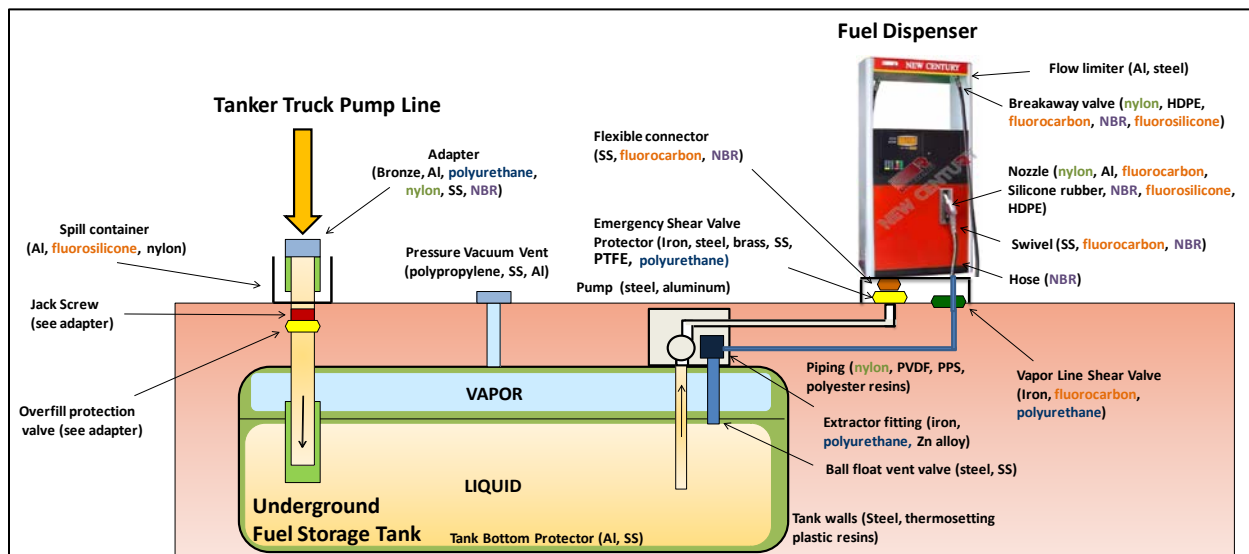 Fuel Dispenser
NEW CENTURY
Flow limiter (Al, steel)
Tanker Truck Pump Line
Breakaway valve (nylon, HDPE,
fluorocarbon, NBR, fluorosilicone)
Flexible connector
(SS, fluorocarbon, NBR)
Adapter
(Bronze, Al, polyurethane,
nylon, SS, NBR)
Nozzle (nylon, Al, fluorocarbon,
Silicone rubber, NBR, fluorosilicone,
HDPE)
NEW CENTURY
Spill container
(Al, fluorosilicone, nylon)
Emergency Shear Valve
Protector (Iron, steel, brass, SS,
PTFE, polyurethane)
Swivel (SS, fluorocarbon, NBR)
Pressure Vacuum Vent
(polypropylene, SS, Al)
Hose (NBR)
Pump (steel, aluminum)
Jack Screw
(see adapter)
Piping (nylon, PVDF, PPS,
polyester resins)
Vapor Line Shear Valve
(Iron, fluorocarbon,
polyurethane)
VAPOR
Overfill protection
valve (see adapter)
Extractor fitting (iron,
polyurethane, Zn alloy)
Ball float vent valve (steel, SS)
LIQUID
Underground
Fuel Storage Tank
Tank Bottom Protector (Al, SS)
Tank walls (Steel, thermosetting
plastic resins)